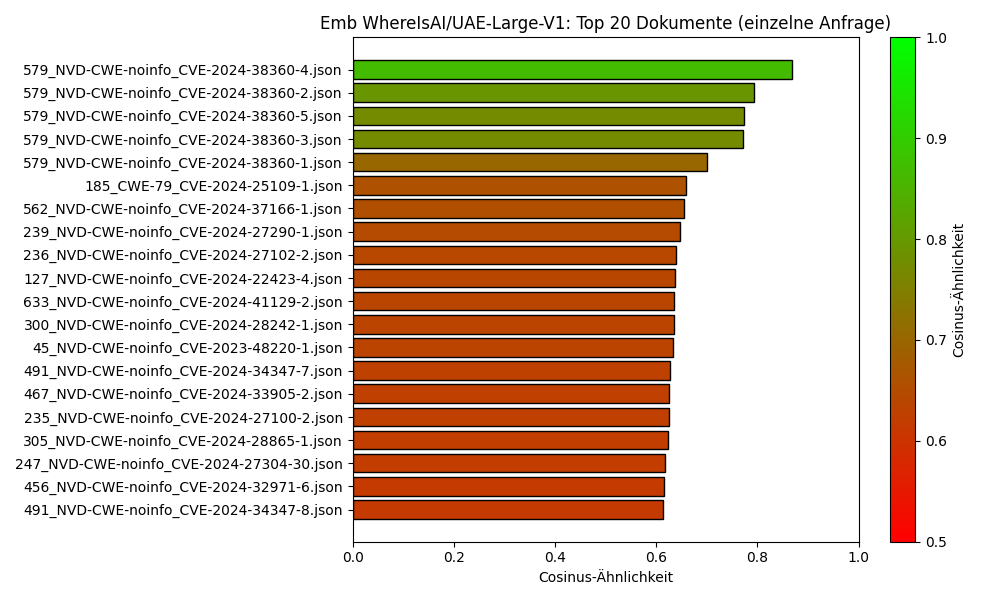 Emb WhereIsAI/UAE-Large-V1: Top 20 Dokumente (einzelne Anfrage)
579_NVD-CWE-noinfo_CVE-2024-38360-4.json
579_NVD-CWE-noinfo_CVE-2024-38360-2.json
579_NVD-CWE-noinfo_CVE-2024-38360-5.json
579_NVD-CWE-noinfo_CVE-2024-38360-3.json
579_NVD-CWE-noinfo_CVE-2024-38360-1.json
185_CWE-79_CVE-2024-25109-1.json
562_NVD-CWE-noinfo_CVE-2024-37166-1.json
239_NVD-CWE-noinfo_CVE-2024-27290-1.json
236_NVD-CWE-noinfo_CVE-2024-27102-2.json
127_NVD-CWE-noinfo_CVE-2024-22423-4.json
633_NVD-CWE-noinfo_CVE-2024-41129-2.json
300_NVD-CWE-noinfo_CVE-2024-28242-1.json
45_NVD-CWE-noinfo_CVE-2023-48220-1.json
491_NVD-CWE-noinfo_CVE-2024-34347-7.json
467_NVD-CWE-noinfo_CVE-2024-33905-2.json
235_NVD-CWE-noinfo_CVE-2024-27100-2.json
305_NVD-CWE-noinfo_CVE-2024-28865-1.json
247_NVD-CWE-noinfo_CVE-2024-27304-30.json
456_NVD-CWE-noinfo_CVE-2024-32971-6.json
491_NVD-CWE-noinfo_CVE-2024-34347-8.json
0.0 0.2 0.4 0.6 0.8 1.0
Cosinus-Ähnlichkeit
1.0
0.9
0.8
0.7
0.6
0.5
Cosinus-Ähnlichkeit